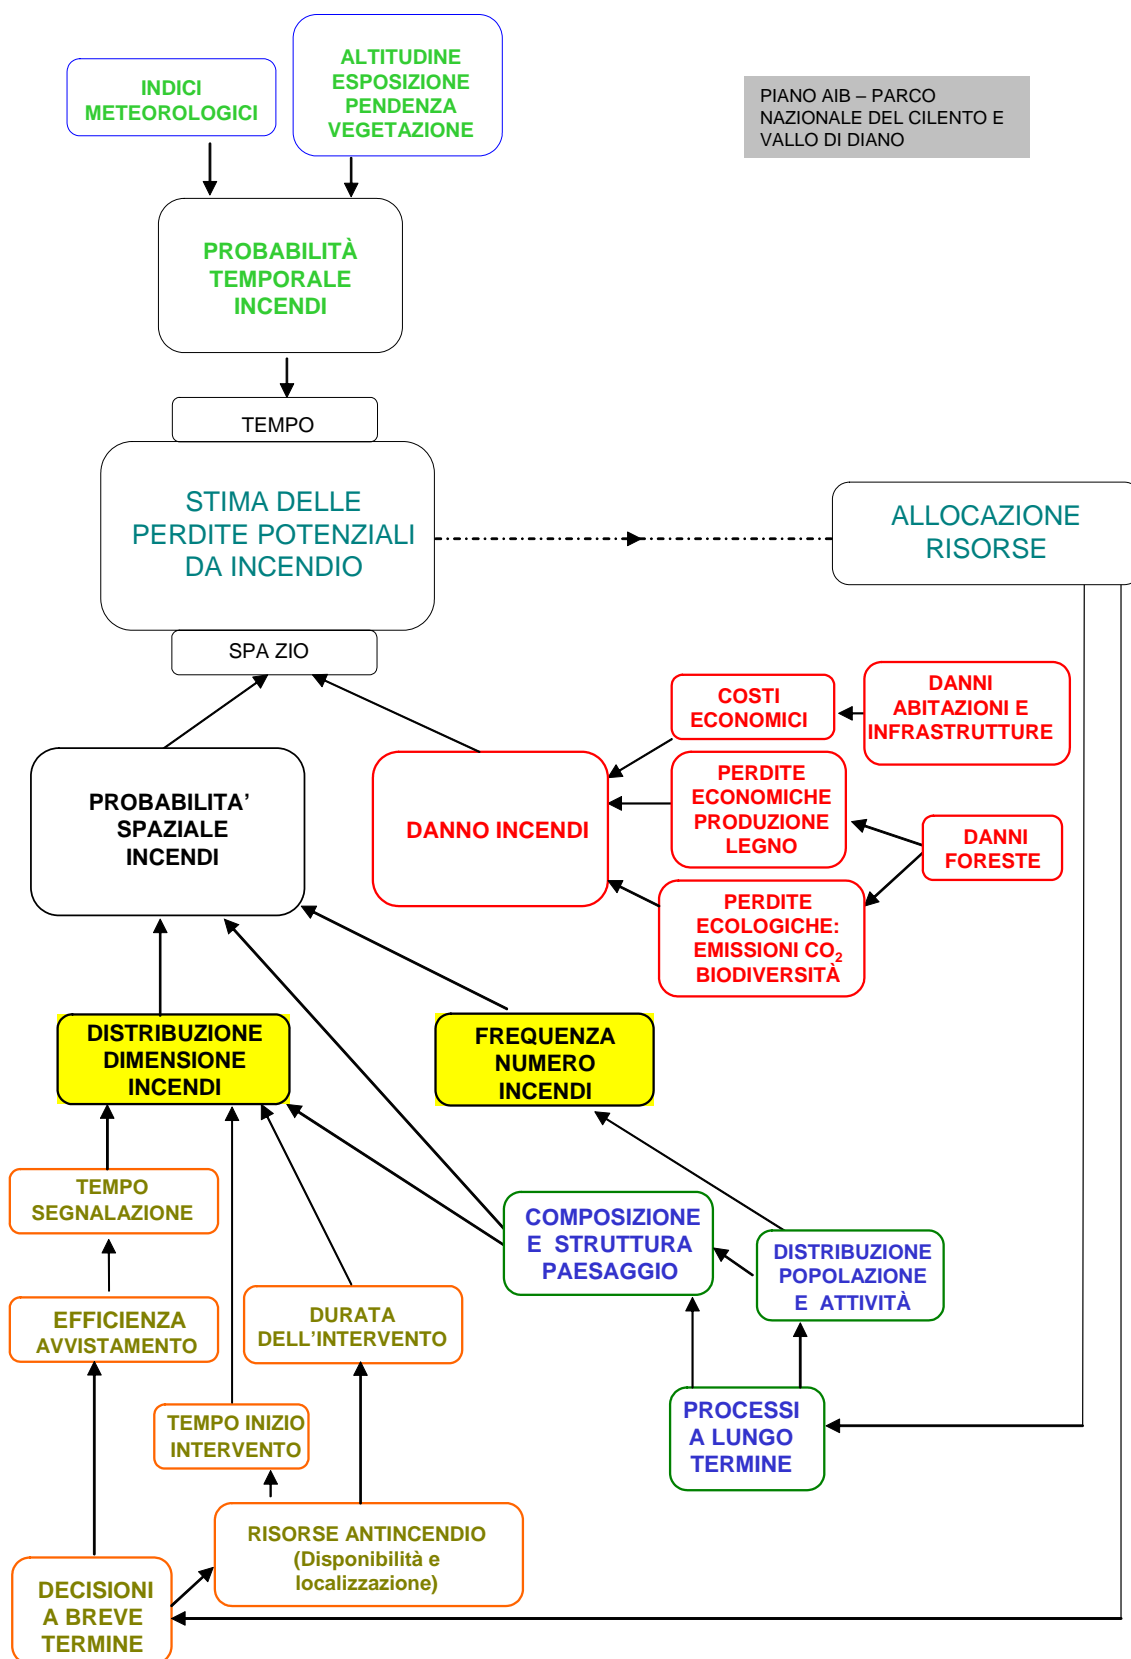 INDICI
METEOROLOGICI
ALTITUDINE
ESPOSIZIONE
PENDENZA
VEGETAZIONE
PIANO AIB – PARCO
NAZIONALE DEL CILENTO E
VALLO DI DIANO
PROBABILITÀ
TEMPORALE
INCENDI
TEMPO
STIMA DELLE
PERDITE POTENZIALI
DA INCENDIO
ALLOCAZIONE
RISORSE
SPA ZIO
COSTI
ECONOMICI
DANNI
ABITAZIONI E
INFRASTRUTTURE
PROBABILITA’
SPAZIALE
INCENDI
DANNO INCENDI
PERDITE
ECONOMICHE
PRODUZIONE
LEGNO
DANNI
FORESTE
PERDITE
ECOLOGICHE:
EMISSIONI CO₂
BIODIVERSITÀ
DISTRIBUZIONE
DIMENSIONE
INCENDI
FREQUENZA
NUMERO
INCENDI
TEMPO
SEGNALAZIONE
COMPOSIZIONE
E STRUTTURA
PAESAGGIO
DISTRIBUZIONE
POPOLAZIONE
E ATTIVITÀ
EFFICIENZA
AVVISTAMENTO
DURATA
DELL’INTERVENTO
TEMPO INIZIO
INTERVENTO
PROCESSI
A LUNGO
TERMINE
RISORSE ANTINCENDIO
(Disponibilità e
localizzazione)
DECISIONI
A BREVE
TERMINE